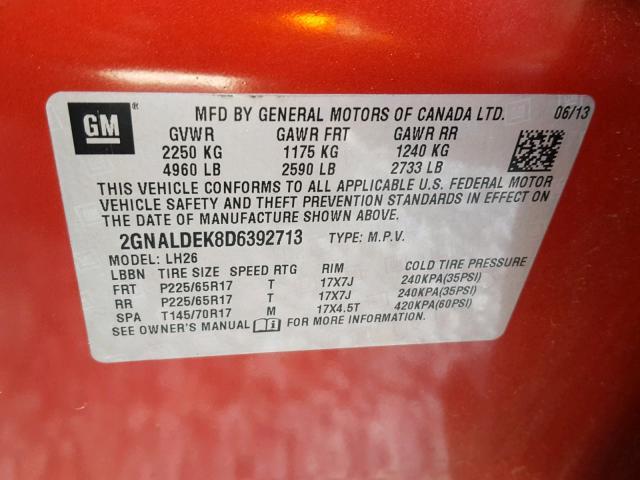 GM ® MFD BY GENERAL MOTORS OF CANADA LTD. 06/13
GVWR GAWR FRT GAWR RR
2250 KG 1175 KG 1240 KG
4960 LB 2590 LB 2733 LB
THIS VEHICLE CONFORMS TO ALL APPLICABLE U.S. FEDERAL MOTOR
VEHICLE SAFETY AND THEFT PREVENTION STANDARDS IN EFFECT ON
THE DATE OF MANUFACTURE SHOWN ABOVE.
2GNALDEK8D6392713 TYPE: M.P.V.
MODEL: LH26
LBBN TIRE SIZE SPEED RTG RIM COLD TIRE PRESSURE
FRT P225/65R17 T 17X7J 240KPA(35PSI)
RR P225/65R17 T 17X7J 240KPA(35PSI)
SPA T145/70R17 M 17X4.5T 420KPA(60PSI)
SEE OWNER'S MANUAL FOR MORE INFORMATION.